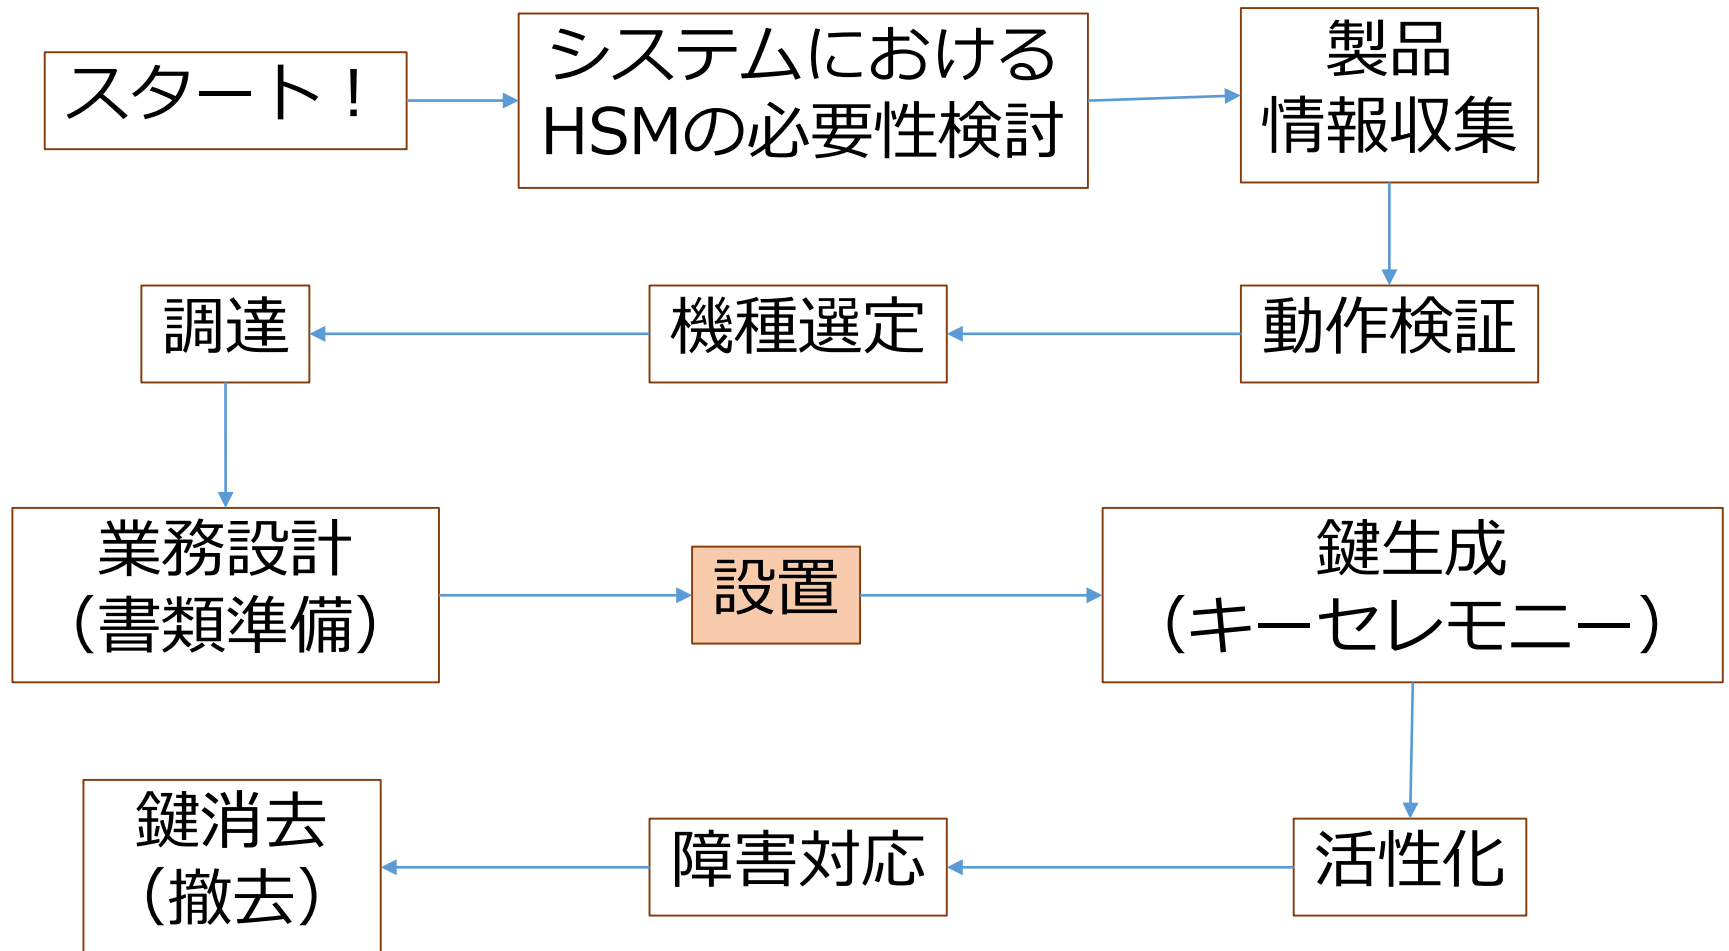 スタート！
システムにおける
HSMの必要性検討
製品
情報収集
動作検証
機種選定
調達
業務設計
（書類準備）
設置
鍵生成
（キーセレモニー）
活性化
障害対応
鍵消去
（撤去）